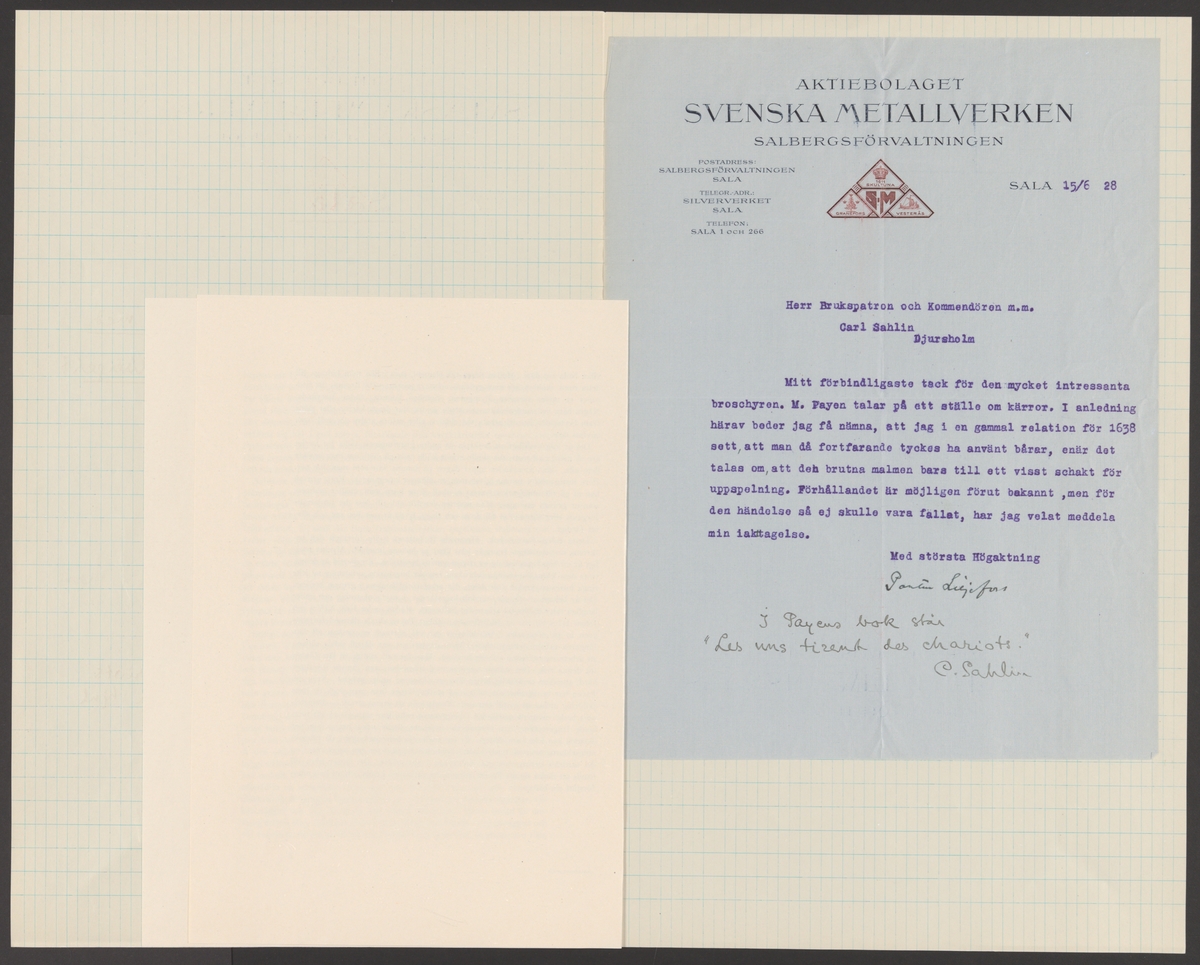 AKTIEBOLAGET
SVENSKA METALLVERKEN
SALBERGSFÖRVALTNINGEN
POSTADRESS:
SALBERGSFÖRVALTNINGEN
SALA
TELEGR.-ADR.:
SILVERVERKET
SALA
TELEFON:
SALA 1 OCH 266
SKULTUNA
S M
GRANEFORS VESTERÅS
SALA 15/6 28
Herr Brukspatron och Kommendören m.m.
Carl Sahlin
Djursholm
Mitt förbindligaste tack för den mycket intressanta
broschyren. M. Payen talar på ett ställe om kärror. I anledning
härav beder jag få nämna, att jag i en gammal relation för 1638
sett, att man då fortfarande tyckes ha använt bårar, enär det
talas om, att den brutna malmen bars till ett visst schakt för
uppspelning. Förhållandet är möjligen förut bekannt ,men för
den händelse så ej skulle vara fallet, har jag velat meddela
min iakttagelse.
Med största Högaktning
Liljefors
I Payens bok står
"Les uns tirent des chariots."
C. Sahlin